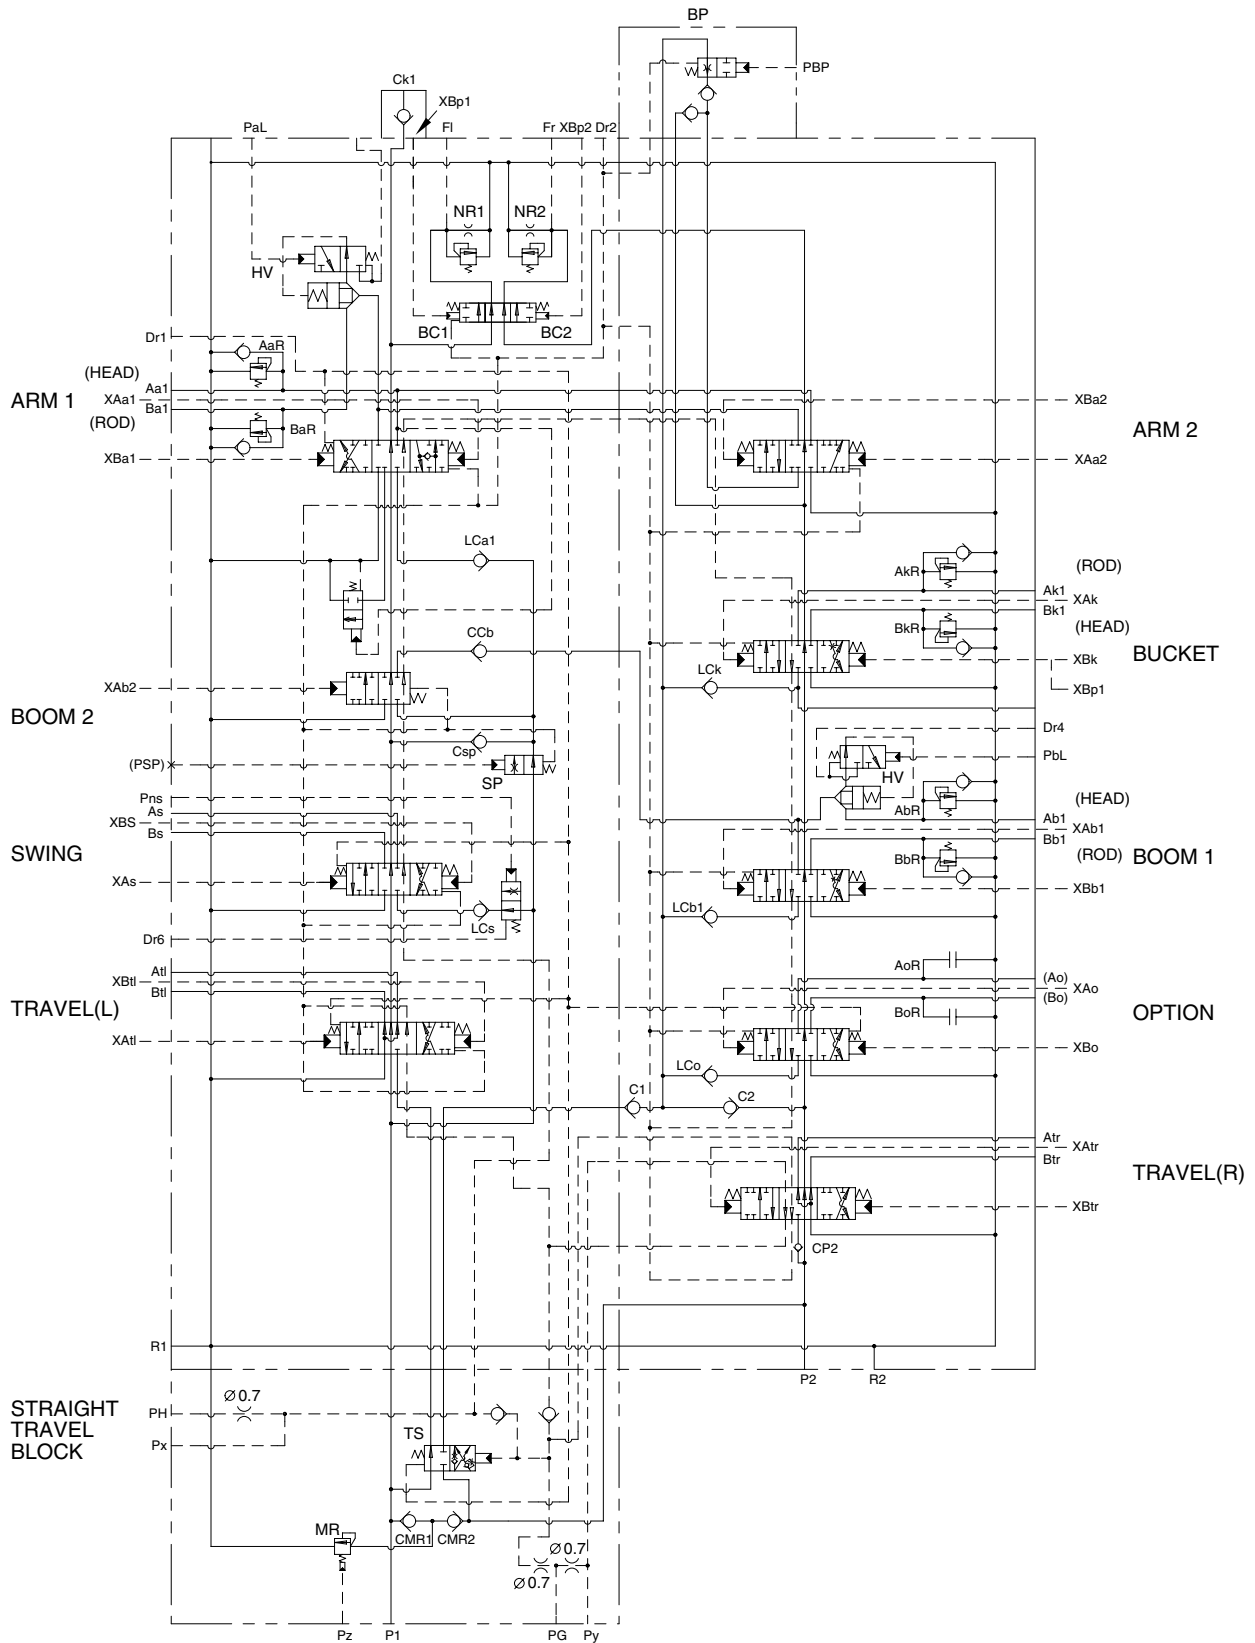 BP
PBP
Ck1
XBp1
PaL
Fl
Fr XBp2 Dr2
NR1
NR2
HV
BC1
BC2
Dr1
AaR
(HEAD)
Aa1
ARM 1
XAa1
Ba1
(ROD)
BaR
XBa1
XBa2
ARM 2
XAa2
LCa1
AkR
(ROD)
Ak1
XAk
Bk1
BkR
(HEAD)
BUCKET
XBk
XBp1
CCb
LCk
XAb2
BOOM 2
Csp
(PSP)
SP
Dr4
PbL
HV
Pns
As
XBS
Bs
SWING
XAs
LCs
Dr6
AbR
(HEAD)
Ab1
XAb1
Bb1
BbR
(ROD)
BOOM 1
XBb1
LCb1
Atl
XBtl
Btl
TRAVEL(L)
XAtl
AoR
(Ao)
XAo
(Bo)
BoR
OPTION
XBo
LCo
C1
C2
Atr
XAtr
Btr
TRAVEL(R)
XBtr
CP2
R1
P2
R2
STRAIGHT
TRAVEL
BLOCK
Ø0.7
PH
Px
TS
MR
CMR1
CMR2
Ø0.7
Ø0.7
Pz
P1
PG
Py